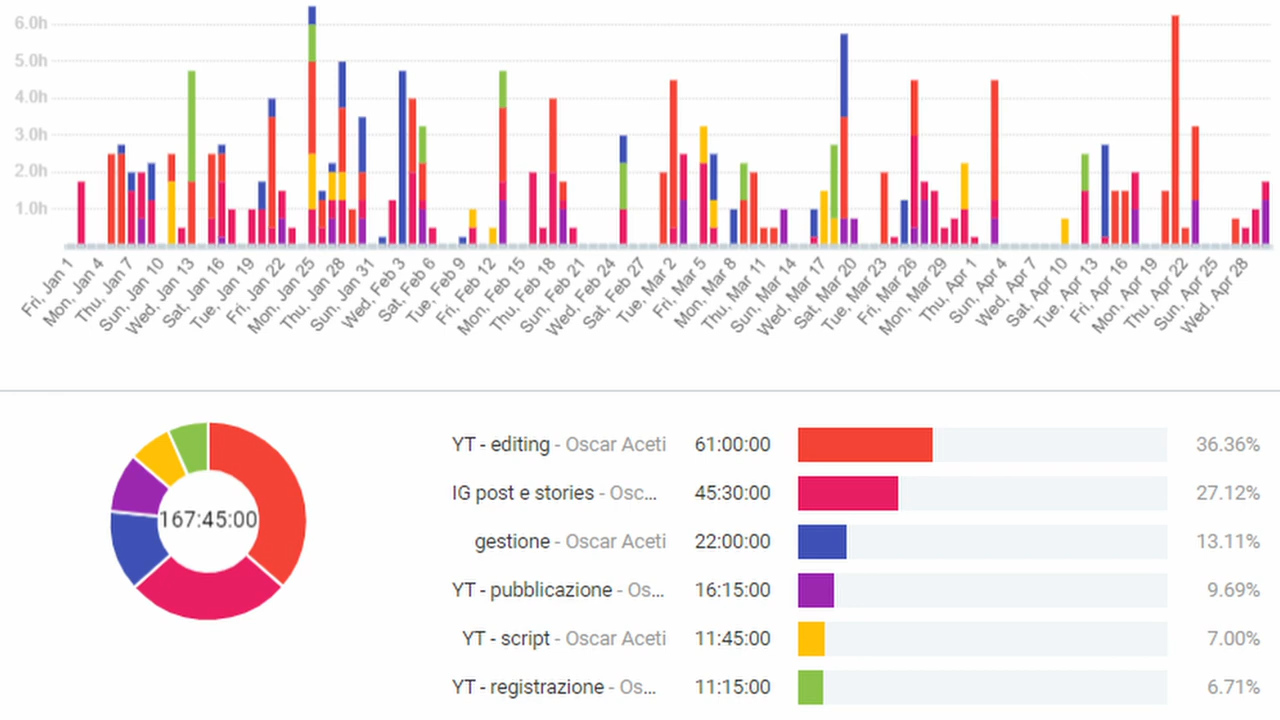 6.0h
5.0h
4.0h
3.0h
2.0h
1.0h
Fri, Jan 1
Mon, Jan 4
Thu, Jan 7
Sun, Jan 10
Wed, Jan 13
Sat, Jan 16
Tue, Jan 19
Fri, Jan 22
Mon, Jan 25
Thu, Jan 28
Sun, Jan 31
Wed, Feb 3
Sat, Feb 6
Tue, Feb 9
Fri, Feb 12
Mon, Feb 15
Thu, Feb 18
Sun, Feb 21
Wed, Feb 24
Sat, Feb 27
Tue, Mar 2
Fri, Mar 5
Mon, Mar 8
Thu, Mar 11
Sun, Mar 14
Wed, Mar 17
Sat, Mar 20
Tue, Mar 23
Fri, Mar 26
Mon, Mar 29
Thu, Apr 1
Sun, Apr 4
Wed, Apr 7
Sat, Apr 10
Tue, Apr 13
Fri, Apr 16
Mon, Apr 19
Thu, Apr 22
Sun, Apr 25
Wed, Apr 28
167:45:00
YT - editing - Oscar Aceti 61:00:00 36.36%
IG post e stories - Osc... 45:30:00 27.12%
gestione - Oscar Aceti 22:00:00 13.11%
YT - pubblicazione - Os... 16:15:00 9.69%
YT - script - Oscar Aceti 11:45:00 7.00%
YT - registrazione - Os... 11:15:00 6.71%